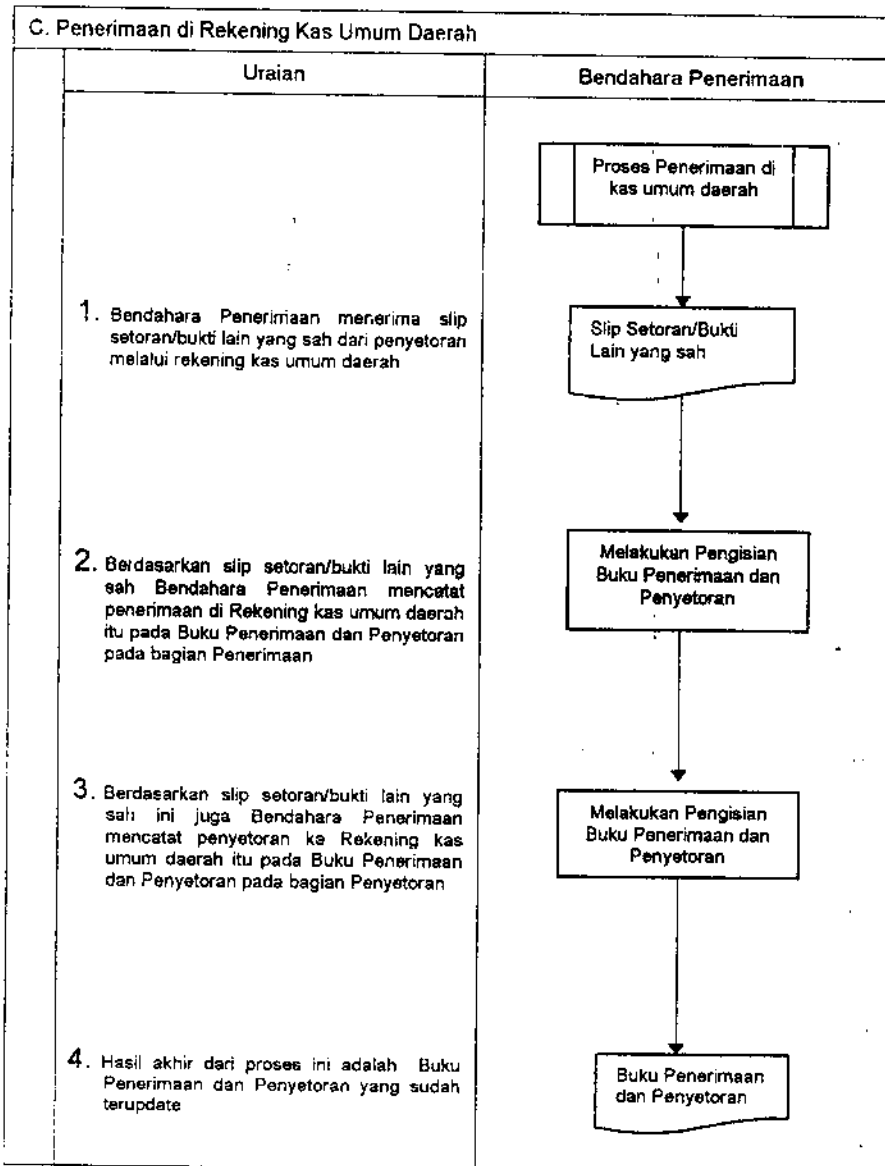 C. Penerimaan di Rekening Kas Umum Daerah
Uraian
Bendahara Penerimaan
Proses Penerimaan di
kas umum daerah
1. Bendahara Penerimaan menerima slip
setoran/bukti lain yang sah dari penyetoran
melalui rekening kas umum daerah
Slip Setoran/Bukti
Lain yang sah
2. Berdasarkan slip setoran/bukti lain yang
sah Bendahara Penerimaan mencatat
penerimaan di Rekening kas umum daerah
itu pada Buku Penerimaan dan Penyetoran
pada bagian Penerimaan
Melakukan Pengisian
Buku Penerimaan dan
Penyetoran
3. Berdasarkan slip setoran/bukti lain yang
sah ini juga Bendahara Penerimaan
mencatat penyetoran ke Rekening kas
umum daerah itu pada Buku Penerimaan
dan Penyetoran pada bagian Penyetoran
Melakukan Pengisian
Buku Penerimaan dan
Penyetoran
4. Hasil akhir dari proses ini adalah Buku
Penerimaan dan Penyetoran yang sudah
terupdate
Buku Penerimaan
dan Penyetoran